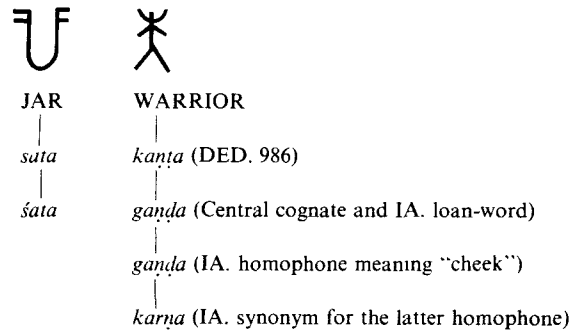 JAR WARRIOR
sata kaṇṭa (DED. 986)
śata gaṇḍa (Central cognate and IA. loan-word)
gaṇḍa (IA. homophone meaning “cheek”)
karṇa (IA. synonym for the latter homophone)